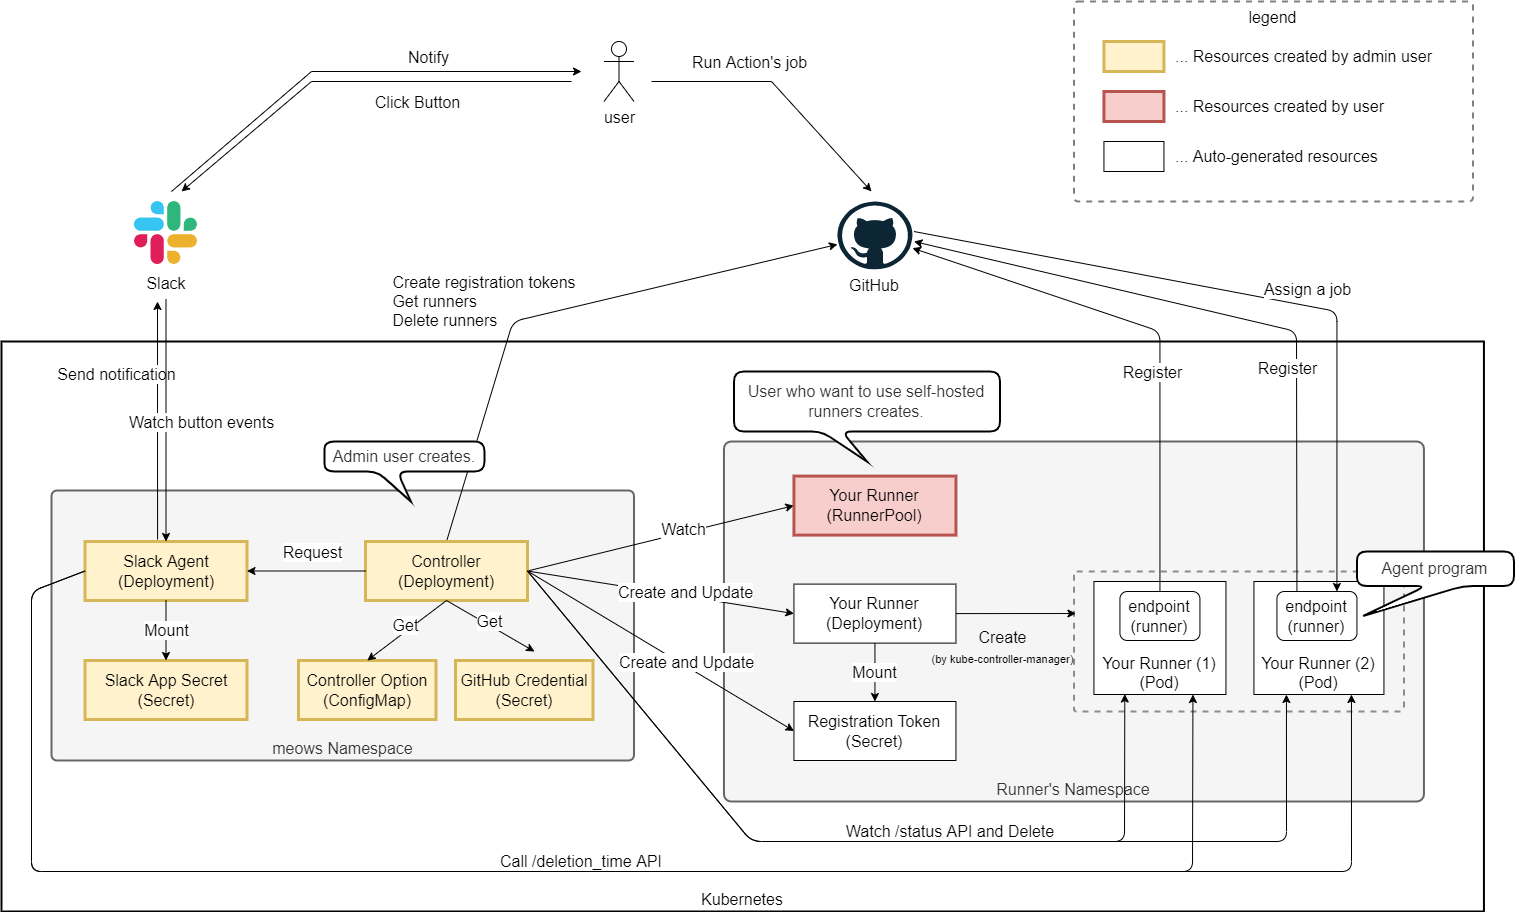 legend
... Resources created by admin user
... Resources created by user
... Auto-generated resources
Notify
Click Button
user
Run Action's job
Slack
GitHub
Create registration tokens
Get runners
Delete runners
Assign a job
Send notification
Watch button events
Register
Register
User who want to use self-hosted
runners creates.
Admin user creates.
Slack Agent
(Deployment)
Request
Controller
(Deployment)
Watch
Your Runner
(RunnerPool)
Agent program
Create and Update
Your Runner
(Deployment)
Create
(by kube-controller-manager)
endpoint
(runner)
Your Runner (1)
(Pod)
endpoint
(runner)
Your Runner (2)
(Pod)
Mount
Get
Get
Create and Update
Mount
Slack App Secret
(Secret)
Controller Option
(ConfigMap)
GitHub Credential
(Secret)
Registration Token
(Secret)
meows Namespace
Runner's Namespace
Watch /status API and Delete
Call /deletion_time API
Kubernetes